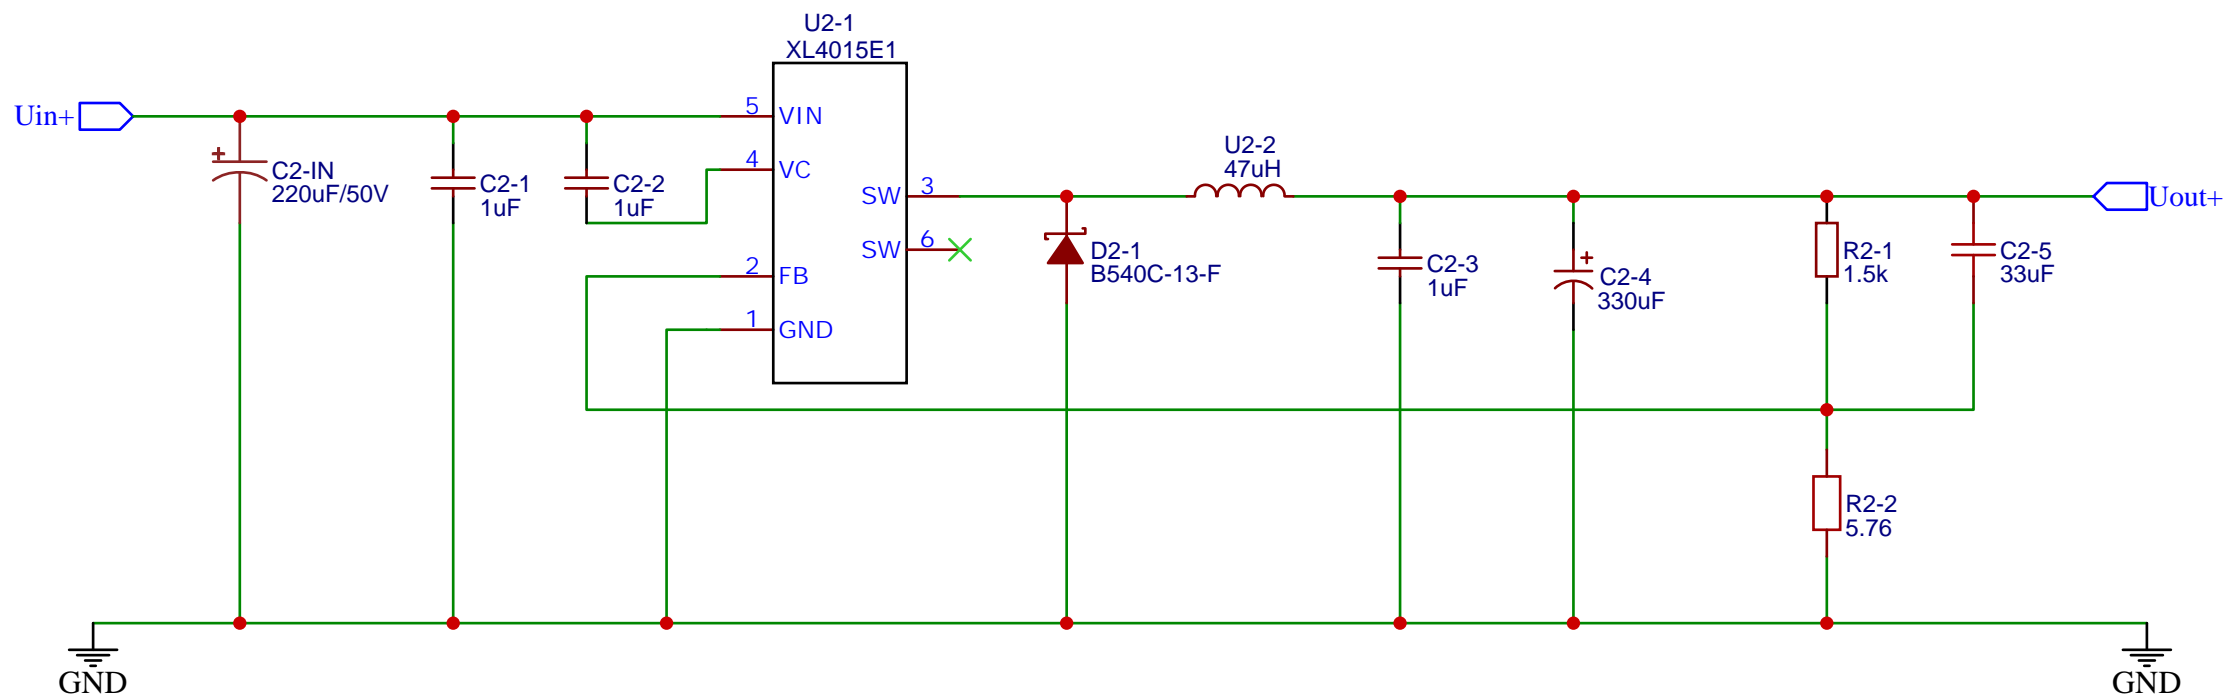 U2-1
XL4015E1
Uin+
5
VIN
4
VC
C2-IN
220uF/50V
C2-1
1uF
C2-2
1uF
SW
3
SW
6
2
FB
1
GND
U2-2
47uH
Uout+
D2-1
B540C-13-F
C2-3
1uF
C2-4
330uF
R2-1
1.5k
C2-5
33uF
R2-2
5.76
GND
GND